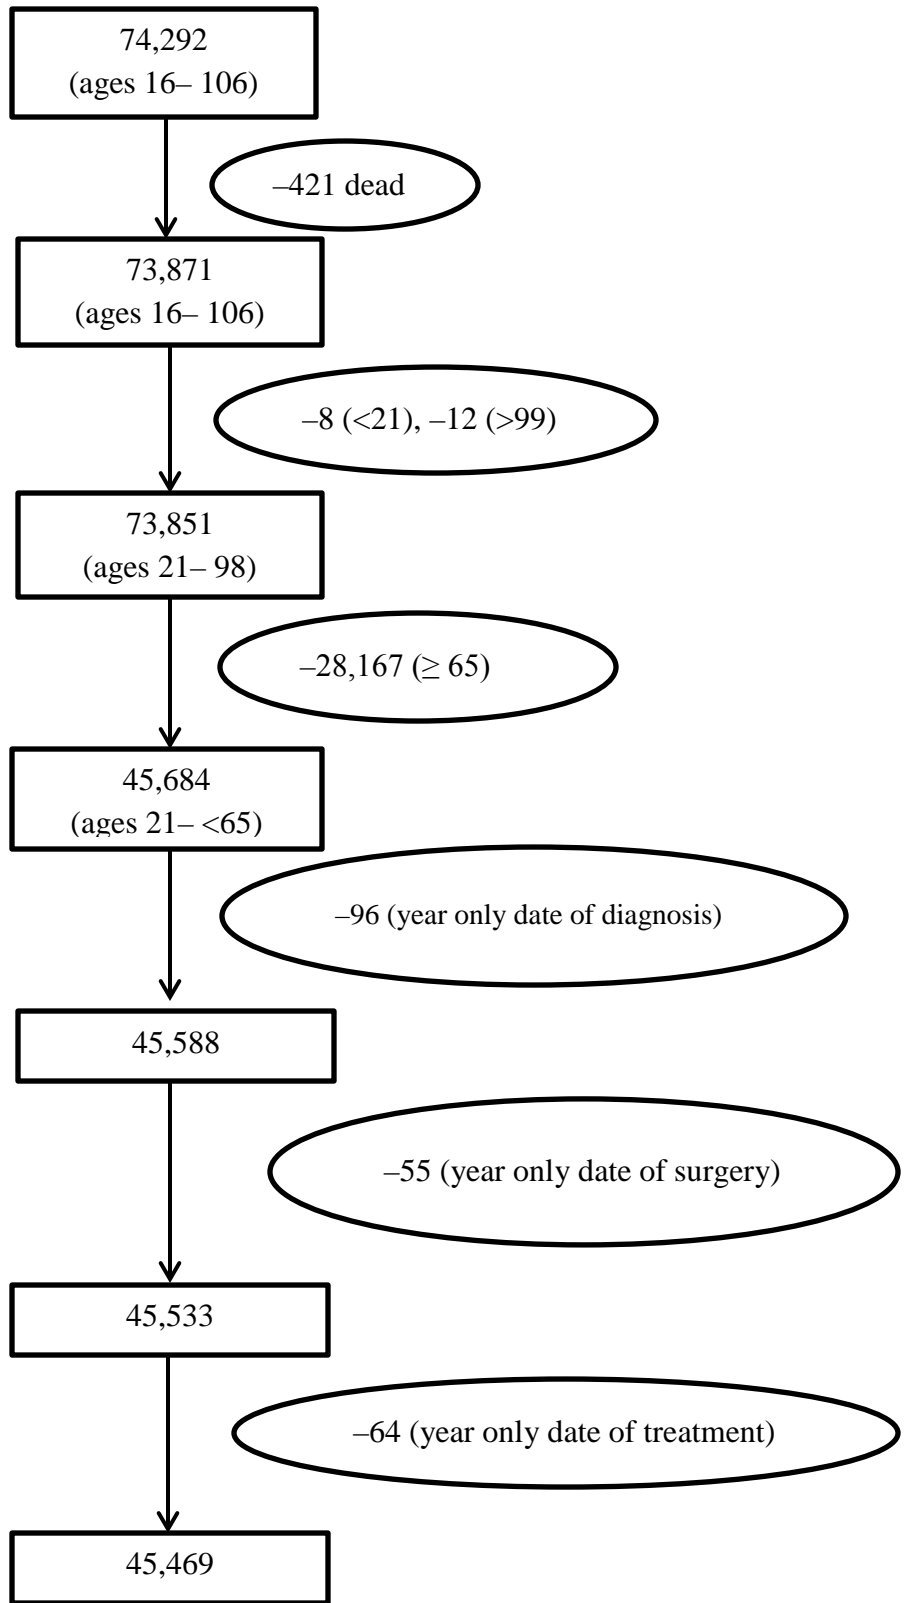 74,292
(ages 16– 106)
–421 dead
73,871
(ages 16– 106)
–8 (<21), –12 (>99)
73,851
(ages 21– 98)
–28,167 (≥ 65)
45,684
(ages 21– <65)
–96 (year only date of diagnosis)
45,588
–55 (year only date of surgery)
45,533
–64 (year only date of treatment)
45,469